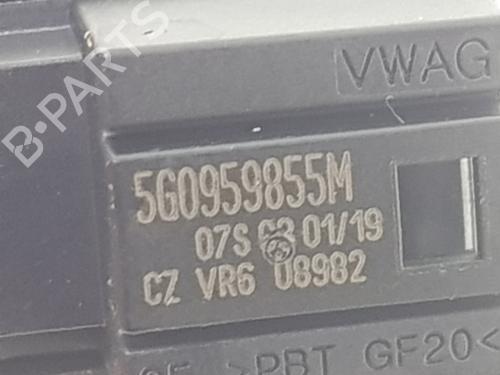 VWAG
B-PARTS
5G0959855M
07S 01/19
CZ VR6 08982
>PBT GF20<